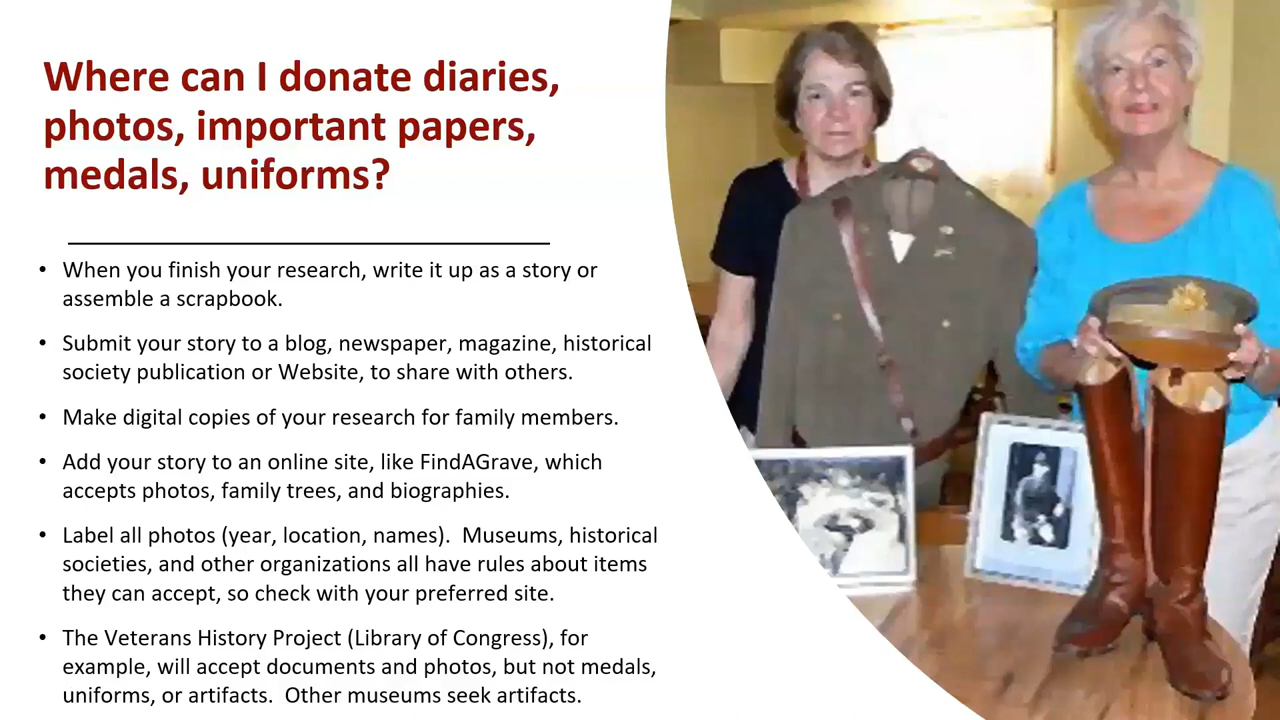 Where can I donate diaries,
photos, important papers,
medals, uniforms?
• When you finish your research, write it up as a story or
assemble a scrapbook.
• Submit your story to a blog, newspaper, magazine, historical
society publication or Website, to share with others.
• Make digital copies of your research for family members.
• Add your story to an online site, like FindAGrave, which
accepts photos, family trees, and biographies.
• Label all photos (year, location, names).  Museums, historical
societies, and other organizations all have rules about items
they can accept, so check with your preferred site.
• The Veterans History Project (Library of Congress), for
example, will accept documents and photos, but not medals,
uniforms, or artifacts.  Other museums seek artifacts.